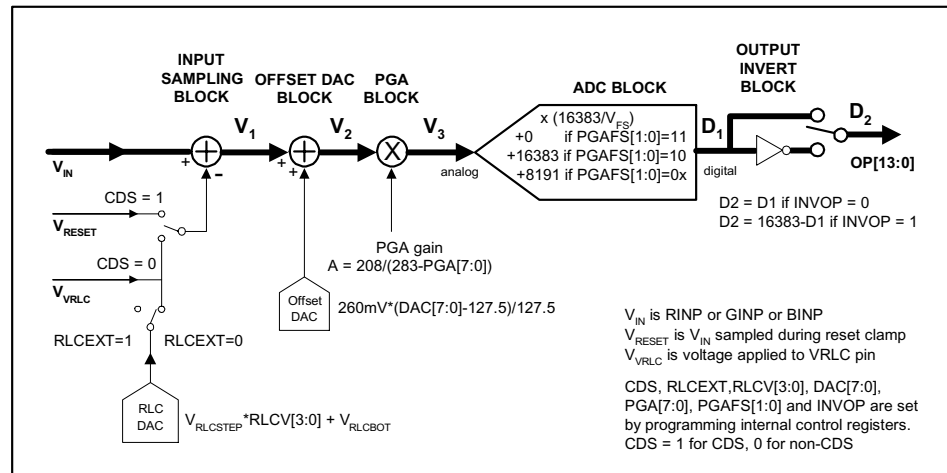 INPUT
SAMPLING
BLOCK
OFFSET DAC
BLOCK
PGA
BLOCK
ADC BLOCK
OUTPUT
INVERT
BLOCK
V1
V2
V3
x (16383/VFS)
+0 if PGAFS[1:0]=11
+16383 if PGAFS[1:0]=10
+8191 if PGAFS[1:0]=0x
D1
D2
VIN
+
+
-
+
+
X
analog
digital
OP[13:0]
CDS = 1
VRESET
D2 = D1 if INVOP = 0
D2 = 16383-D1 if INVOP = 1
CDS = 0
VVRLC
PGA gain
A = 208/(283-PGA[7:0])
Offset
DAC
260mV*(DAC[7:0]-127.5)/127.5
RLCEXT=1
RLCEXT=0
VIN is RINP or GINP or BINP
VRESET is VIN sampled during reset clamp
VVRLC is voltage applied to VRLC pin
RLC
DAC
VRLCSTEP*RLCV[3:0] + VRLCBOT
CDS, RLCEXT,RLCV[3:0], DAC[7:0],
PGA[7:0], PGAFS[1:0] and INVOP are set
by programming internal control registers.
CDS = 1 for CDS, 0 for non-CDS